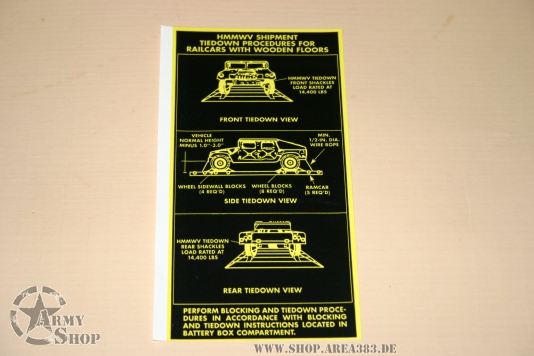 HMMWV SHIPMENT
TIEDOWN PROCEDURES FOR
RAILCARS WITH WOODEN FLOORS
HMMWV TIEDOWN
FRONT SHACKLES
LOAD RATED AT
14,400 LBS
FRONT TIEDOWN VIEW
VEHICLE
NORMAL HEIGHT
MINUS 1.0"-3.0"
MIN.
1/2-IN. DIA.
WIRE ROPE
WHEEL SIDEWALL BLOCKS
(4 REQ'D)
WHEEL BLOCKS
(8 REQ'D)
RAMCAR
(5 REQ'D)
SIDE TIEDOWN VIEW
HMMWV TIEDOWN
REAR SHACKLES
LOAD RATED AT
14,400 LBS
REAR TIEDOWN VIEW
PERFORM BLOCKING AND TIEDOWN PROCE-
DURES IN ACCORDANCE WITH BLOCKING
AND TIEDOWN INSTRUCTIONS LOCATED IN
BATTERY BOX COMPARTMENT.
ARMY
SHOP
WWW.SHOP.AREA383.DE